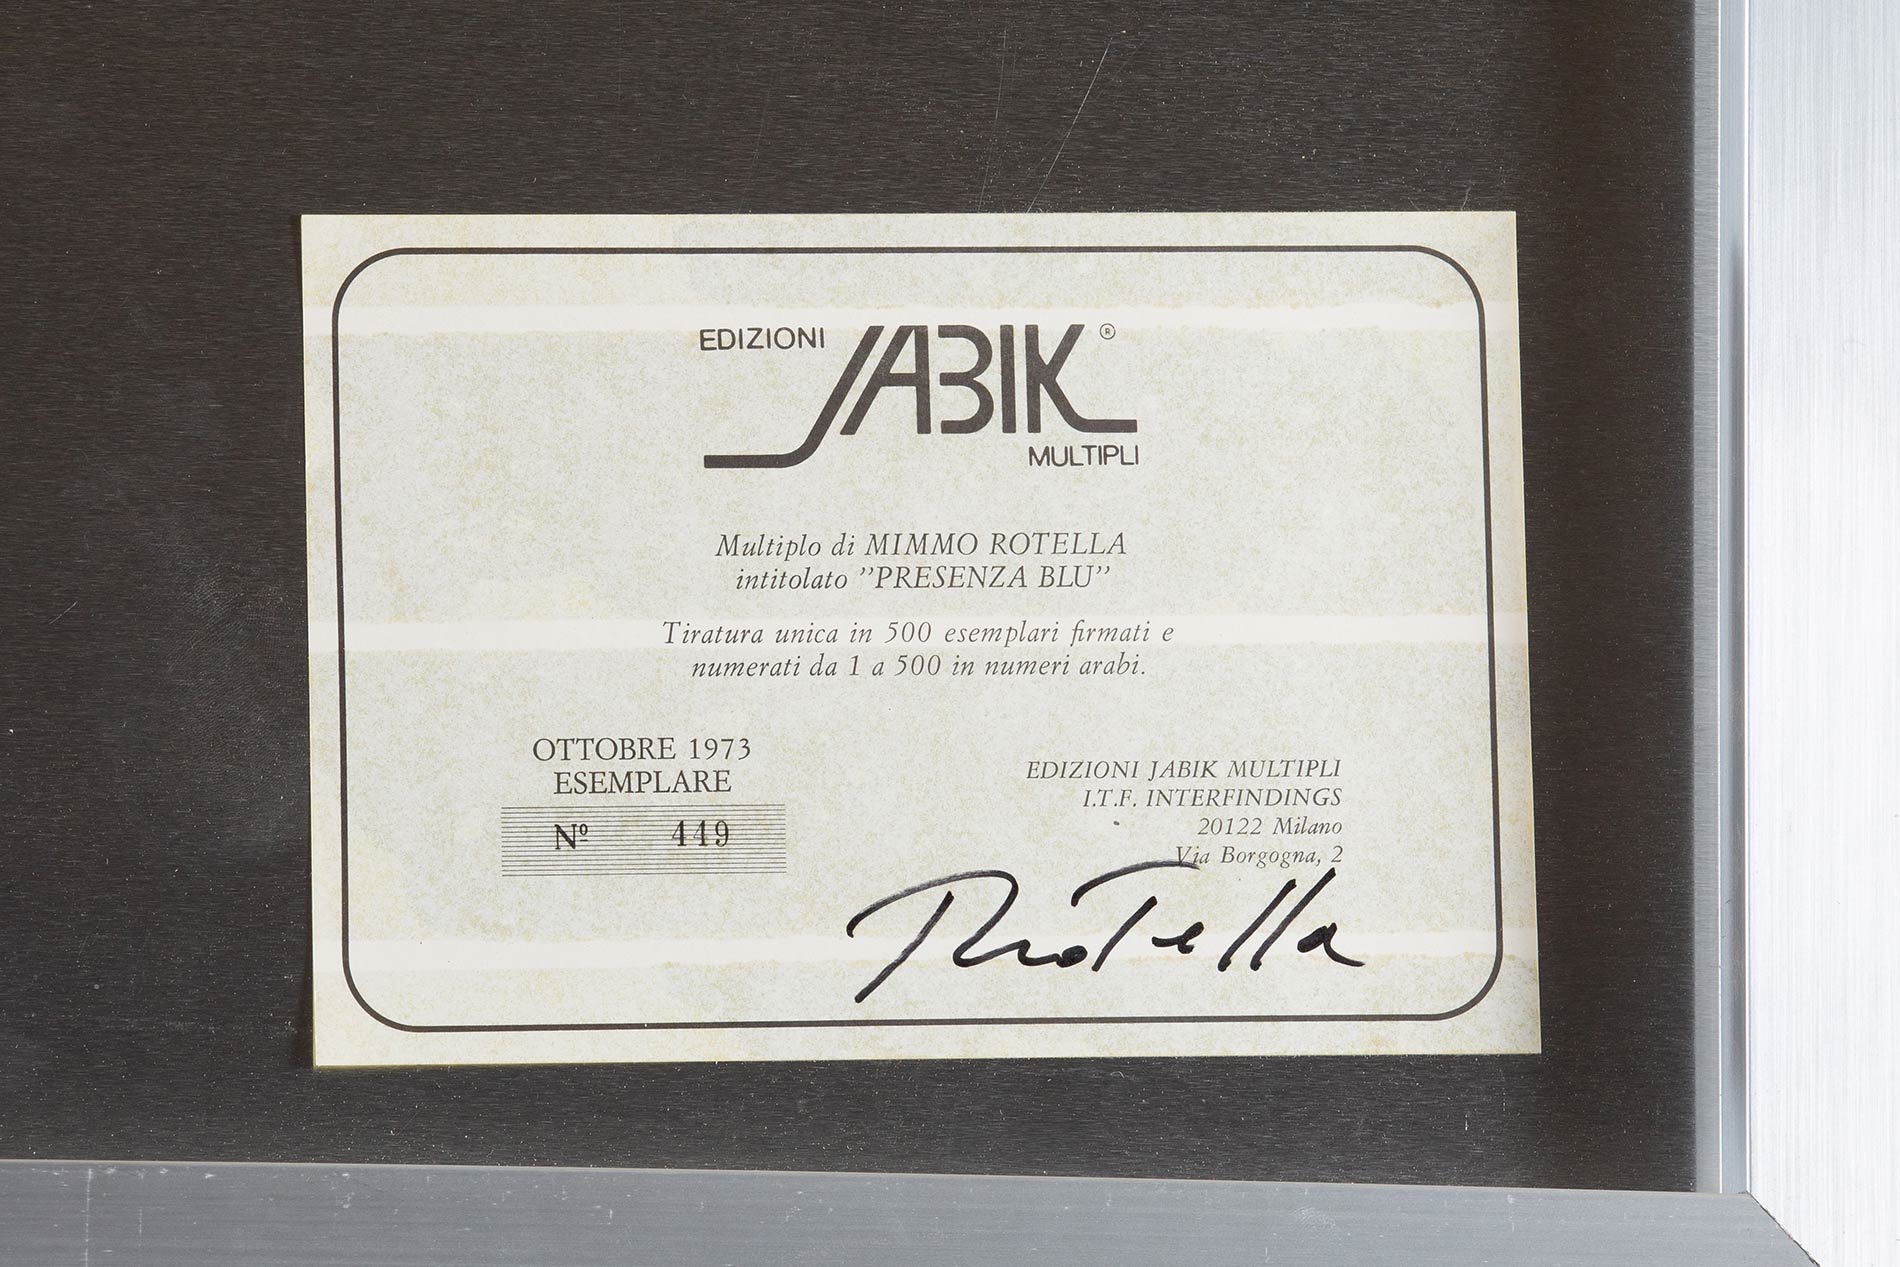 EDIZIONI JABIK ®
MULTIPLI
Multiplo di MIMMO ROTELLA
intitolato "PRESENZA BLU"
Tiratura unica in 500 esemplari firmati e
numerati da 1 a 500 in numeri arabi.
OTTOBRE 1973
ESEMPLARE
Nº 449
EDIZIONI JABIK MULTIPLI
I.T.F. INTERFINDINGS
20122 Milano
Via Borgogna, 2
Rotella